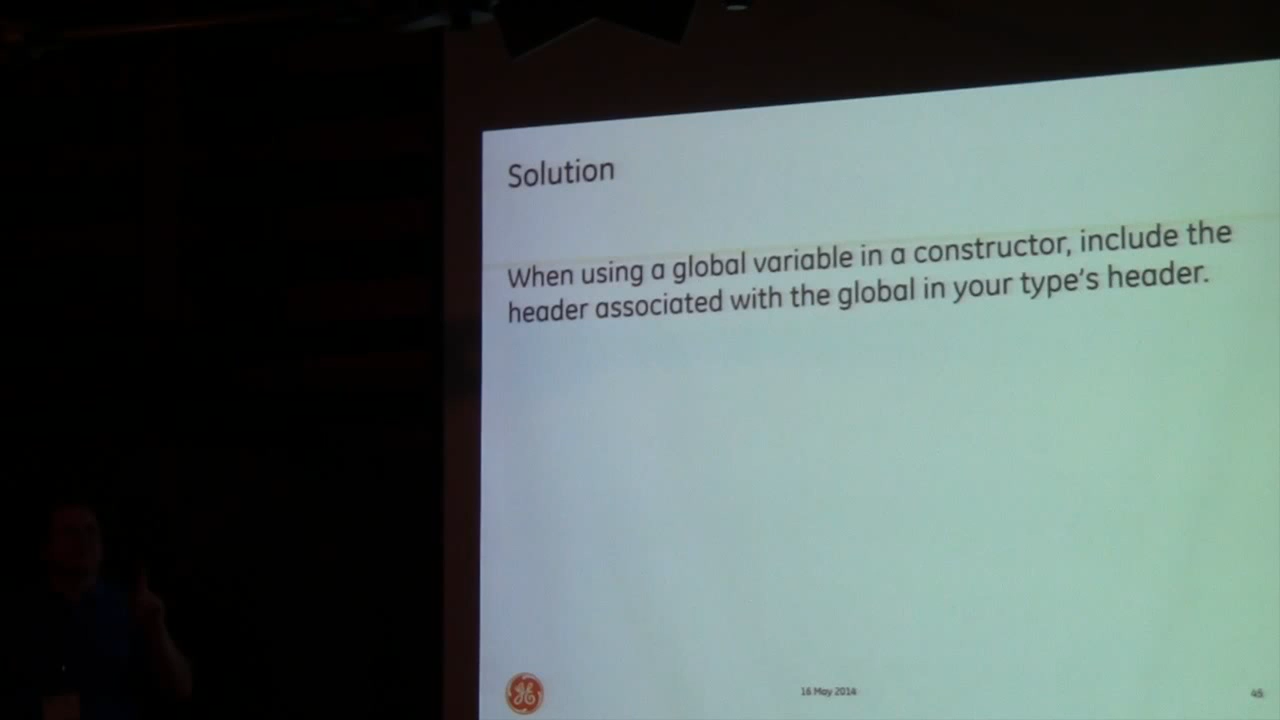 Solution
When using a global variable in a constructor, include the
header associated with the global in your type's header.
GE
16 May 2014